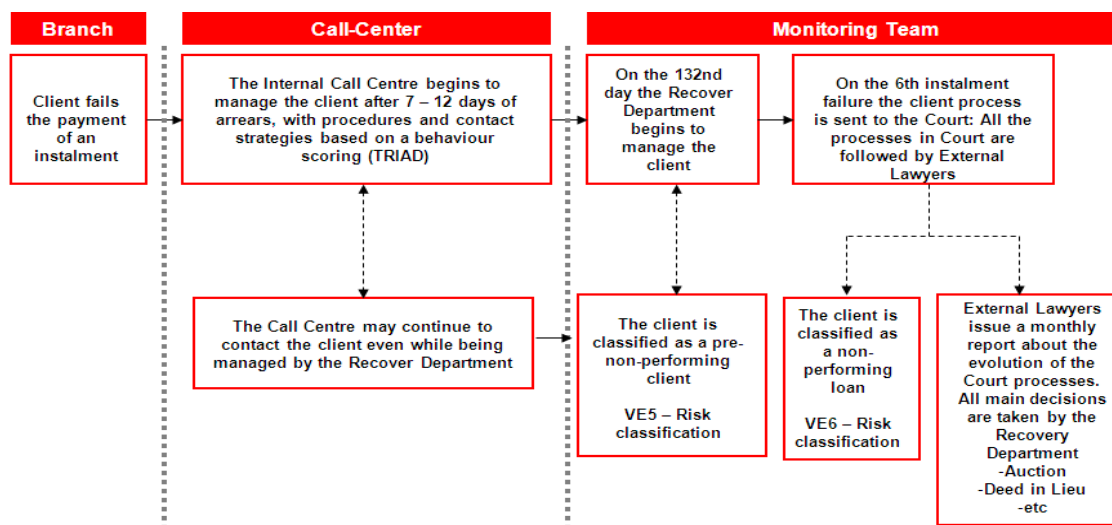 Branch
Call-Center
Monitoring Team
Client fails
the payment
of an
instalment
The Internal Call Centre begins to
manage the client after 7 – 12 days of
arrears, with procedures and contact
strategies based on a behaviour
scoring (TRIAD)
On the 132nd
day the Recover
Department
begins to
manage the
client
On the 6th instalment
failure the client process
is sent to the Court: All the
processes in Court are
followed by External
Lawyers
The Call Centre may continue to
contact the client even while being
managed by the Recover Department
The client is
classified as a pre-
non-performing
client
VE5 – Risk
classification
The client is
classified as
a non-
performing
loan
VE6 – Risk
classification
External Lawyers
issue a monthly
report about the
evolution of the
Court processes.
All main decisions
are taken by the
Recovery
Department
-Auction
-Deed in Lieu
-etc